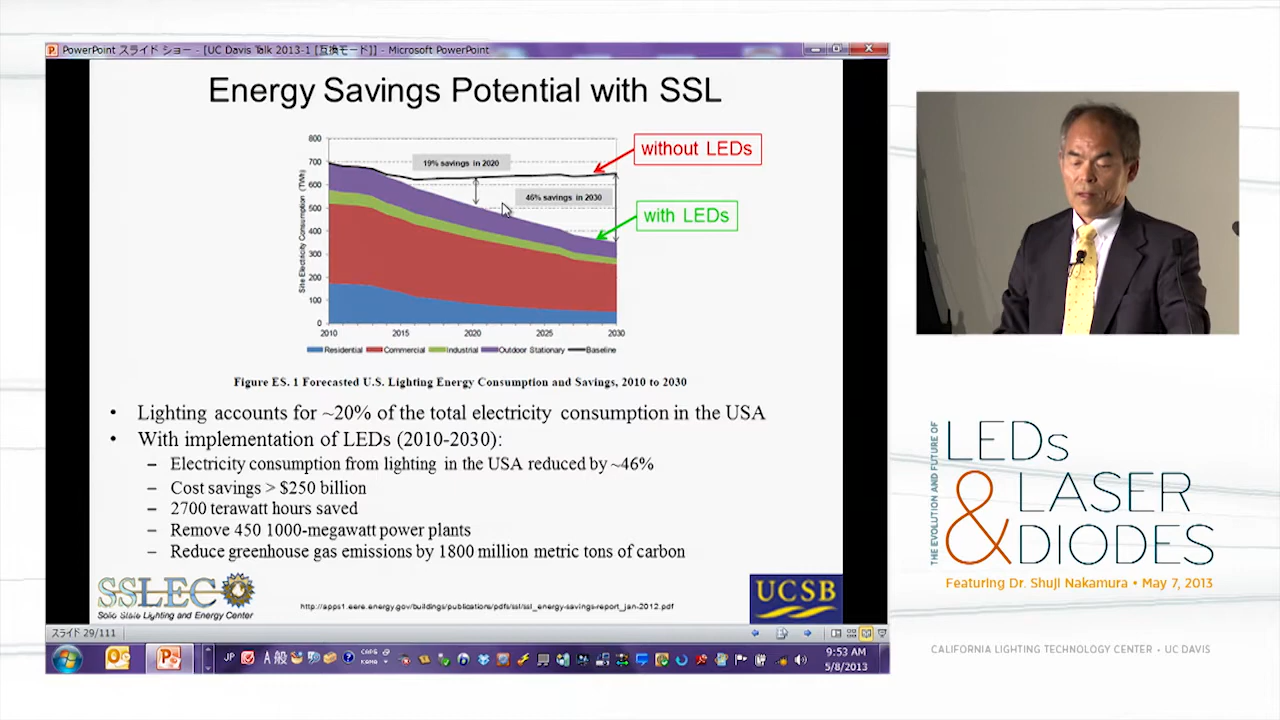 PowerPoint スライド ショー - [UC Davis Talk 2013-1 [互換モード]] - Microsoft PowerPoint
Energy Savings Potential with SSL
800
700
600
500
400
300
200
100
0
Site Electricity Consumption (TWh)
19% savings in 2020
46% savings in 2030
without LEDs
with LEDs
2010 2015 2020 2025 2030
Residential Commercial Industrial Outdoor Stationary Baseline
Figure ES. 1 Forecasted U.S. Lighting Energy Consumption and Savings, 2010 to 2030
• Lighting accounts for ~20% of the total electricity consumption in the USA
• With implementation of LEDs (2010-2030):
– Electricity consumption from lighting in the USA reduced by ~46%
– Cost savings > $250 billion
– 2700 terawatt hours saved
– Remove 450 1000-megawatt power plants
– Reduce greenhouse gas emissions by 1800 million metric tons of carbon
SSLEC
Solid State Lighting and Energy Center
http://apps1.eere.energy.gov/buildings/publications/pdfs/ssl/ssl_energy-savings-report_jan-2012.pdf
UCSB
スライド 29/111
JP A 般 CAPS KANA
9:53 AM
5/8/2013
THE EVOLUTION AND FUTURE OF
LEDs
& LASER
DIODES
Featuring Dr. Shuji Nakamura • May 7, 2013
CALIFORNIA LIGHTING TECHNOLOGY CENTER • UC DAVIS